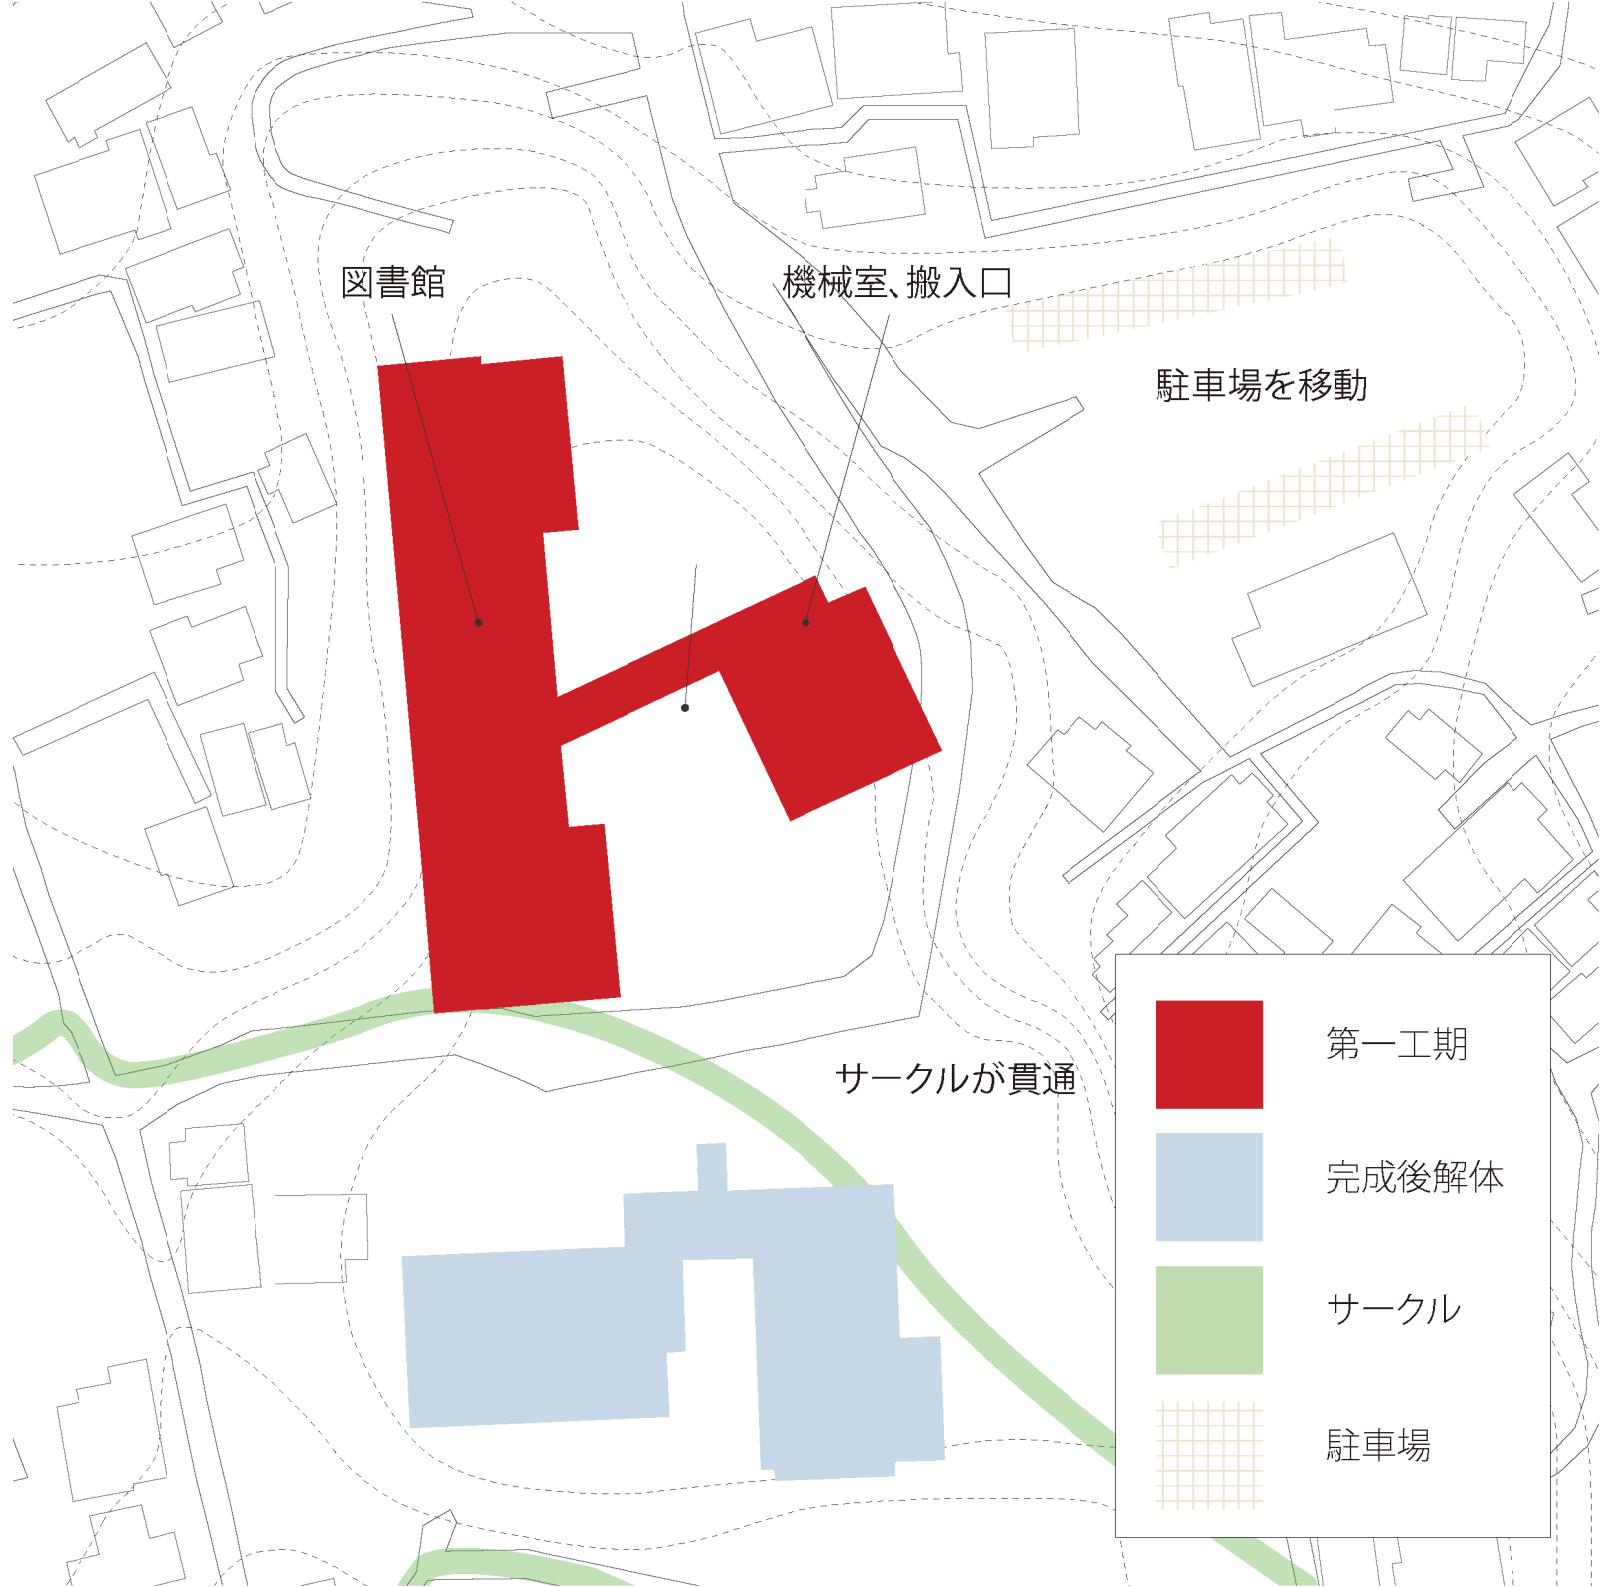 図書館
機械室、搬入口
駐車場を移動
サークルが貫通
第一工期
完成後解体
サークル
駐車場